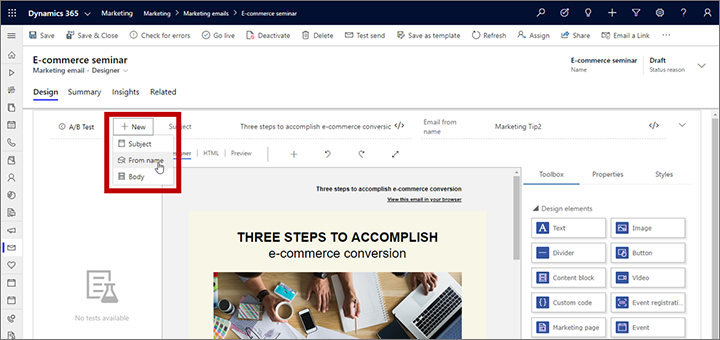 Dynamics 365 Marketing Marketing > Marketing emails > E-commerce seminar
Save Save & Close Check for errors Go live Deactivate Delete Test send Save as template Refresh Assign Share Email a Link
E-commerce seminar
Marketing email · Designer
E-commerce seminar
Name
Draft
Status reason
Design Summary Insights Related
A/B Test + New Subject Three steps to accomplish e-commerce conversic </> Email from name Marketing Tip2 </>
Subject
From name
Body
igner HTML Preview
Toolbox Properties Styles
Three steps to accomplish e-commerce conversion
View this email in your browser
Design elements
Text Image
Divider Button
Content block Video
Custom code Event registrati...
Marketing page Event
THREE STEPS TO ACCOMPLISH
e-commerce conversion
No tests available